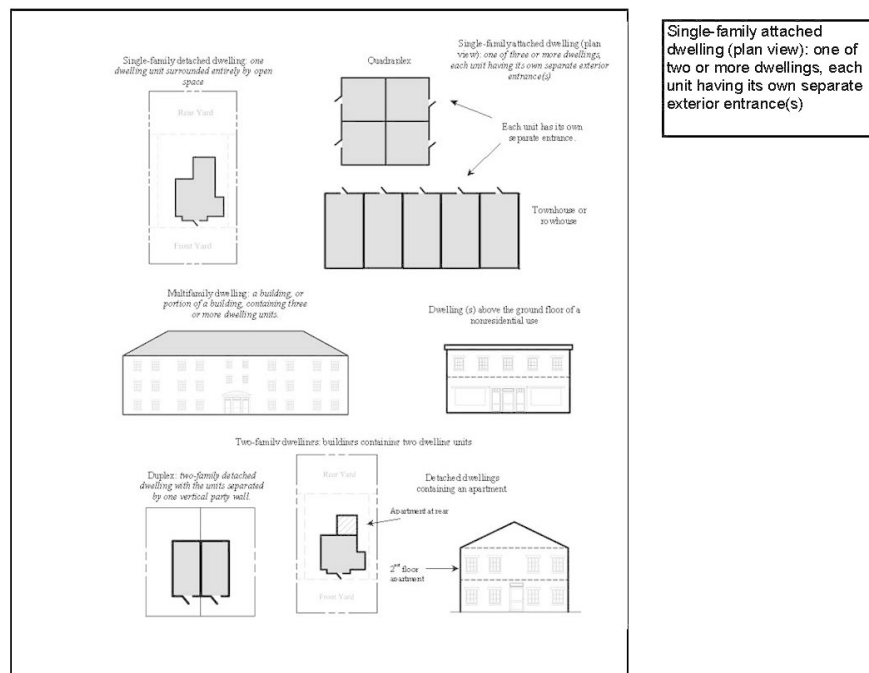 Single-family detached dwelling: one
dwelling unit surrounded entirely by open
space
Rear Yard
Front Yard
Quadraplex
Single-family attached dwelling (plan
view): one of three or more dwellings,
each unit having its own separate exterior
entrance(s)
Each unit has its own
separate entrance.
Townhouse or
rowhouse
Single-family attached
dwelling (plan view): one of
two or more dwellings, each
unit having its own separate
exterior entrance(s)
Multifamily dwelling: a building, or
portion of a building, containing three
or more dwelling units.
Dwelling (s) above the ground floor of a
nonresidential use
Two-family dwellings: buildings containing two dwelling units
Duplex: two-family detached
dwelling with the units separated
by one vertical party wall.
Rear Yard
Front Yard
Detached dwellings
containing an apartment
Apartment at rear
2nd floor
apartment